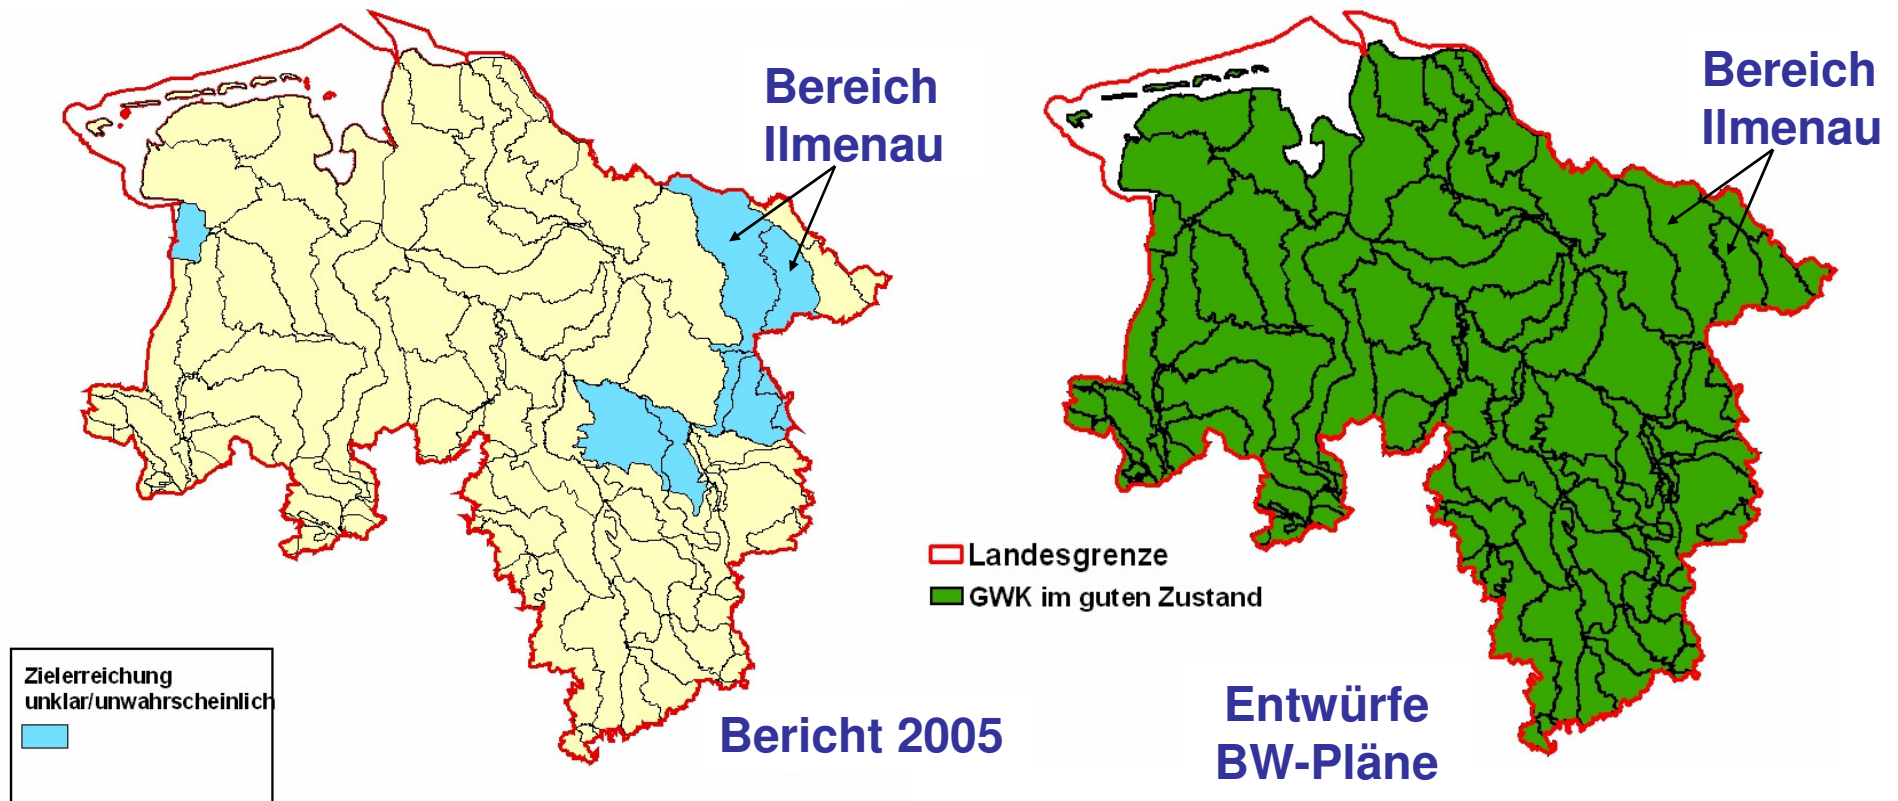 Bereich
Ilmenau
Zielerreichung
unklar/unwahrscheinlich
Bericht 2005
Bereich
Ilmenau
Landesgrenze
GWK im guten Zustand
Entwürfe
BW-Pläne